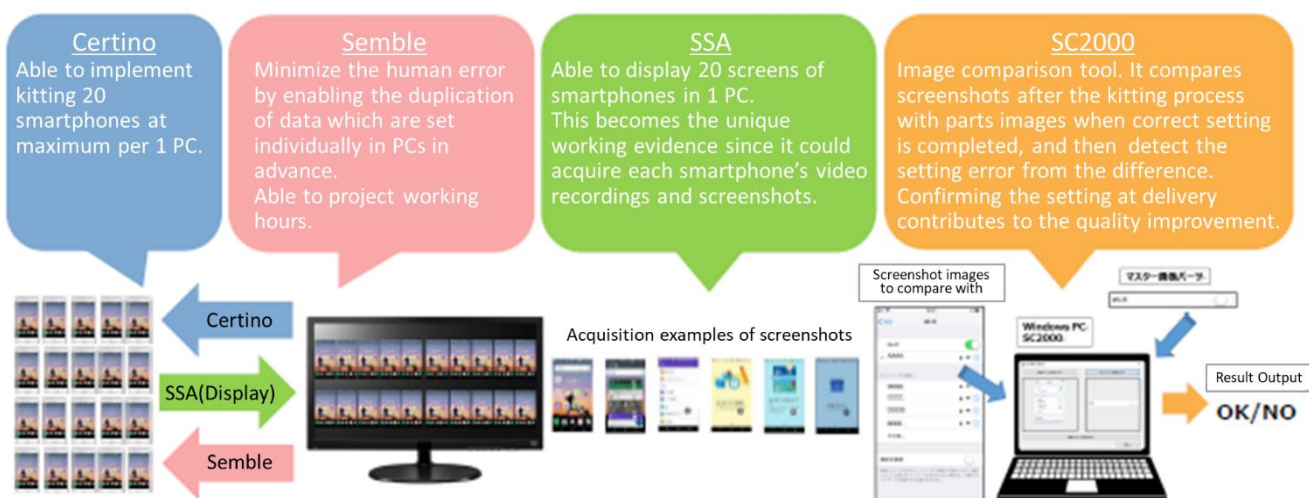 Certino
Able to implement
kitting 20
smartphones at
maximum per 1 PC.
Semble
Minimize the human error
by enabling the duplication
of data which are set
individually in PCs in
advance.
Able to project working
hours.
SSA
Able to display 20 screens of
smartphones in 1 PC.
This becomes the unique
working evidence since it could
acquire each smartphone's video
recordings and screenshots.
SC2000
Image comparison tool. It compares
screenshots after the kitting process
with parts images when correct setting
is completed, and then detect the
setting error from the difference.
Confirming the setting at delivery
contributes to the quality improvement.
Certino
SSA(Display)
Semble
Acquisition examples of screenshots
Screenshot images
to compare with
マスター画像パーツ
Windows PC
SC2000
Result Output
OK/NO